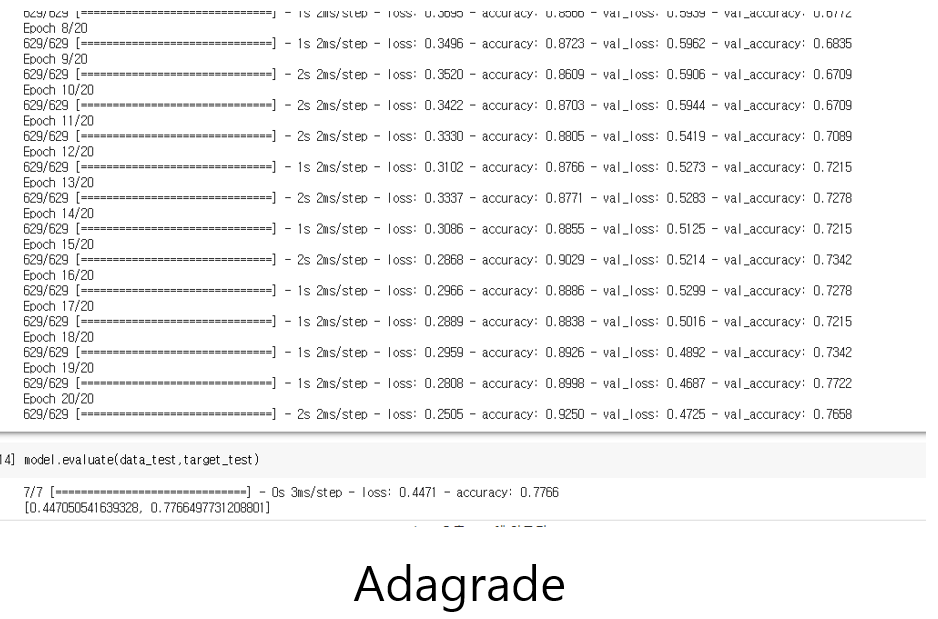 629/629 [==============================] - 1s 2ms/step - loss: 0.3695 - accuracy: 0.8566 - val_loss: 0.5939 - val_accuracy: 0.6772
Epoch 8/20
629/629 [==============================] - 1s 2ms/step - loss: 0.3496 - accuracy: 0.8723 - val_loss: 0.5962 - val_accuracy: 0.6835
Epoch 9/20
629/629 [==============================] - 2s 2ms/step - loss: 0.3520 - accuracy: 0.8609 - val_loss: 0.5906 - val_accuracy: 0.6709
Epoch 10/20
629/629 [==============================] - 2s 2ms/step - loss: 0.3422 - accuracy: 0.8703 - val_loss: 0.5944 - val_accuracy: 0.6709
Epoch 11/20
629/629 [==============================] - 2s 2ms/step - loss: 0.3330 - accuracy: 0.8805 - val_loss: 0.5419 - val_accuracy: 0.7089
Epoch 12/20
629/629 [==============================] - 1s 2ms/step - loss: 0.3102 - accuracy: 0.8766 - val_loss: 0.5273 - val_accuracy: 0.7215
Epoch 13/20
629/629 [==============================] - 2s 2ms/step - loss: 0.3337 - accuracy: 0.8771 - val_loss: 0.5283 - val_accuracy: 0.7278
Epoch 14/20
629/629 [==============================] - 1s 2ms/step - loss: 0.3086 - accuracy: 0.8855 - val_loss: 0.5125 - val_accuracy: 0.7215
Epoch 15/20
629/629 [==============================] - 2s 2ms/step - loss: 0.2868 - accuracy: 0.9029 - val_loss: 0.5214 - val_accuracy: 0.7342
Epoch 16/20
629/629 [==============================] - 1s 2ms/step - loss: 0.2966 - accuracy: 0.8886 - val_loss: 0.5299 - val_accuracy: 0.7278
Epoch 17/20
629/629 [==============================] - 1s 2ms/step - loss: 0.2889 - accuracy: 0.8838 - val_loss: 0.5016 - val_accuracy: 0.7215
Epoch 18/20
629/629 [==============================] - 1s 2ms/step - loss: 0.2959 - accuracy: 0.8926 - val_loss: 0.4892 - val_accuracy: 0.7342
Epoch 19/20
629/629 [==============================] - 1s 2ms/step - loss: 0.2808 - accuracy: 0.8998 - val_loss: 0.4687 - val_accuracy: 0.7722
Epoch 20/20
629/629 [==============================] - 2s 2ms/step - loss: 0.2505 - accuracy: 0.9250 - val_loss: 0.4725 - val_accuracy: 0.7658
14] model.evaluate(data_test,target_test)
7/7 [==============================] - 0s 3ms/step - loss: 0.4471 - accuracy: 0.7766
[0.447050541639328, 0.7766497731208801]
Adagrade